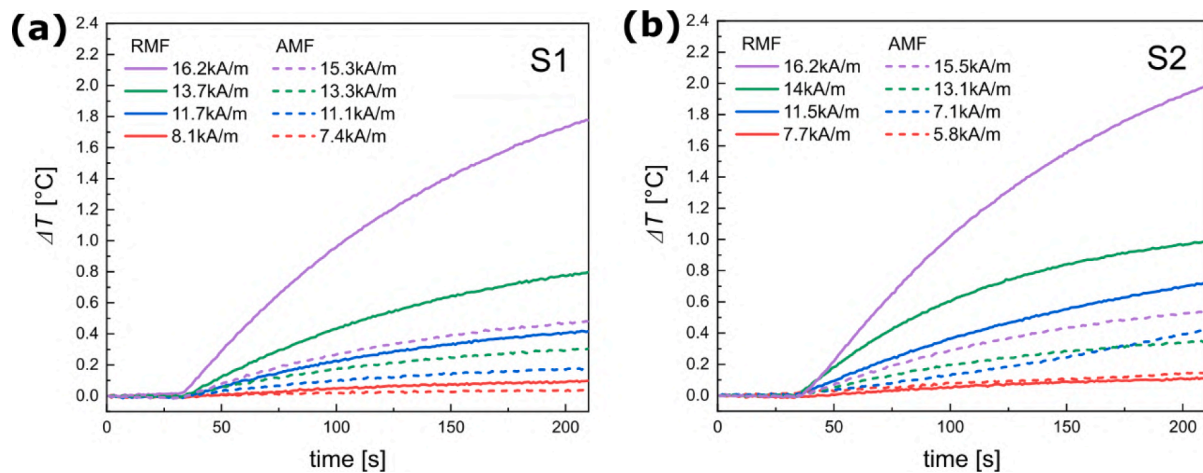 (a)
2.4
2.2
2.0
1.8
1.6
1.4
1.2
1.0
0.8
0.6
0.4
0.2
0.0
ΔT [°C]
RMF AMF
16.2kA/m 15.3kA/m
13.7kA/m 13.3kA/m
11.7kA/m 11.1kA/m
8.1kA/m 7.4kA/m
S1
0 50 100 150 200
time [s]
(b)
2.4
2.2
2.0
1.8
1.6
1.4
1.2
1.0
0.8
0.6
0.4
0.2
0.0
ΔT [°C]
RMF AMF
16.2kA/m 15.5kA/m
14kA/m 13.1kA/m
11.5kA/m 7.1kA/m
7.7kA/m 5.8kA/m
S2
0 50 100 150 200
time [s]